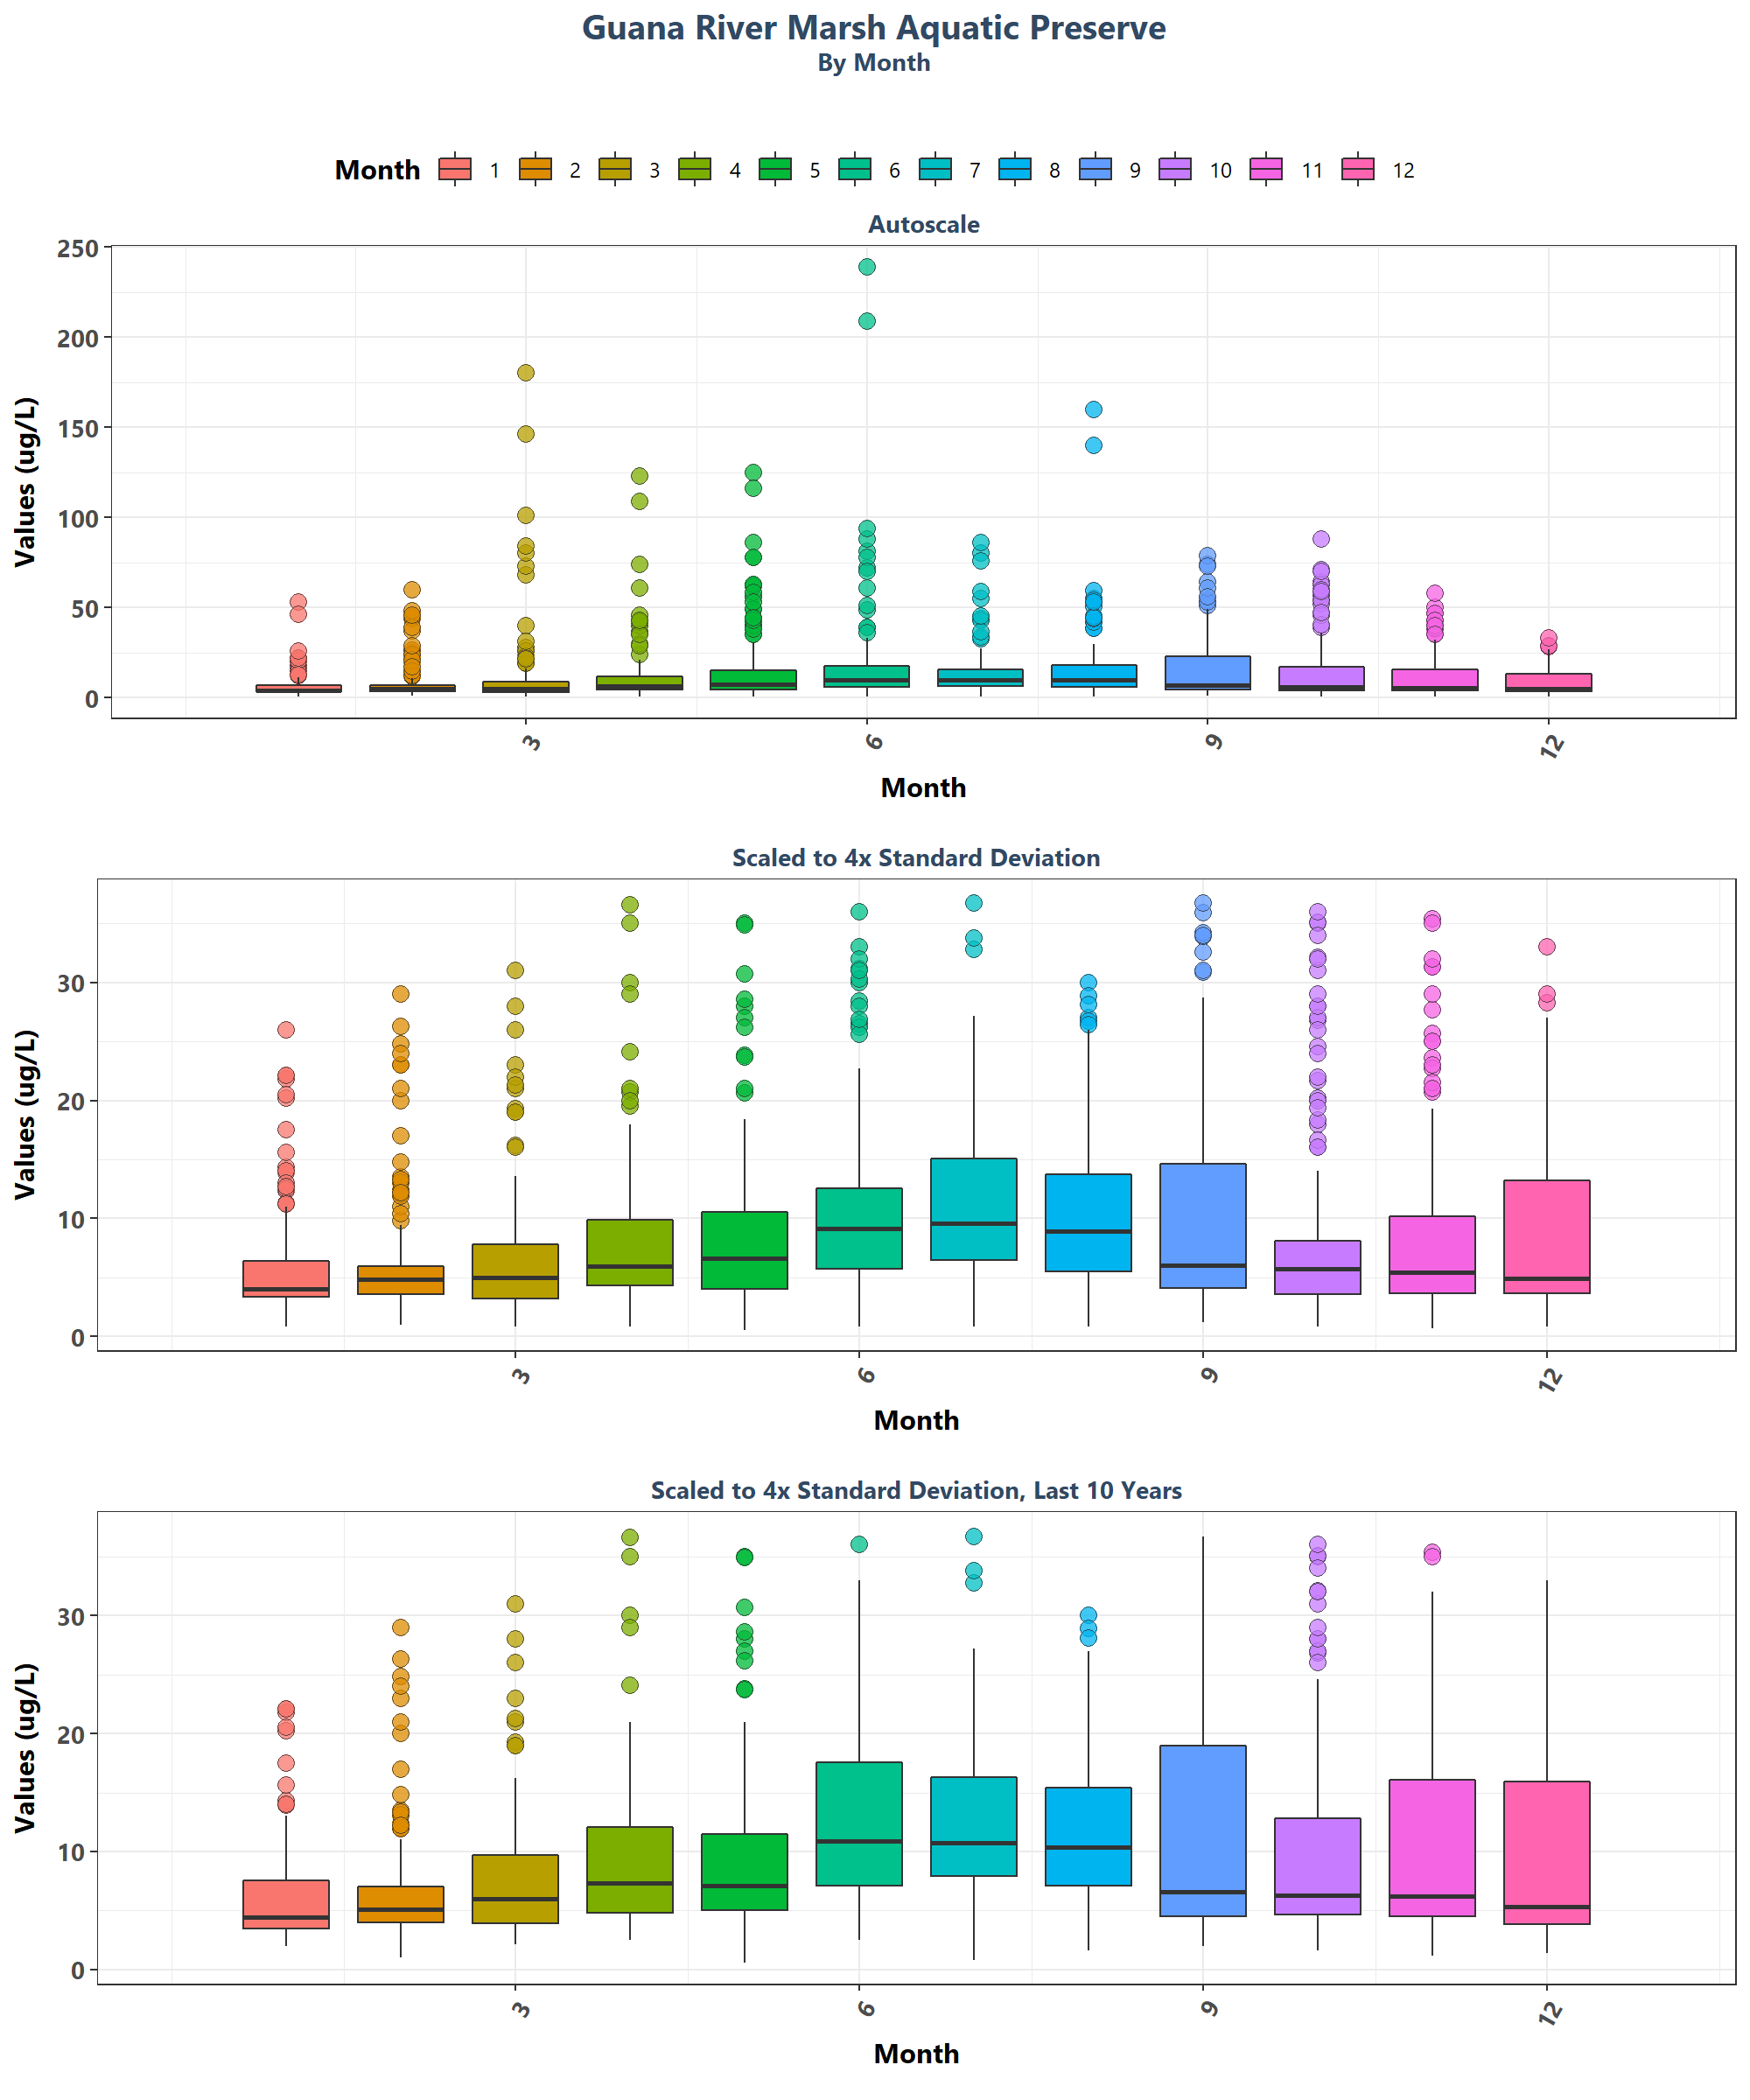 Guana River Marsh Aquatic Preserve
By Month
Month 1 2 3 4 5 6 7 8 9 10 11 12
Autoscale
Values (ug/L)
250
200
150
100
50
0
3 6 9 12
Month
Scaled to 4x Standard Deviation
Values (ug/L)
30
20
10
0
3 6 9 12
Month
Scaled to 4x Standard Deviation, Last 10 Years
Values (ug/L)
30
20
10
0
3 6 9 12
Month